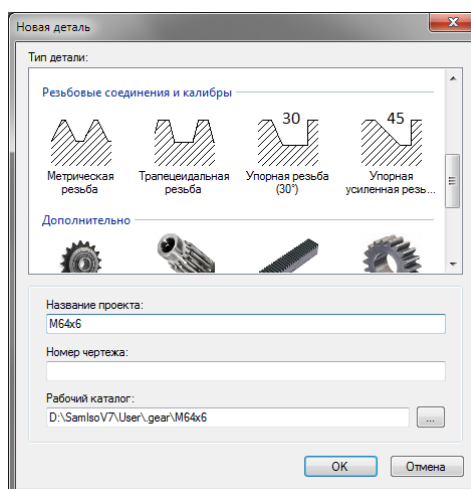 Новая деталь
Тип детали:
Резьбовые соединения и калибры
30
45
Метрическая
резьба
Трапецеидальная
резьба
Упорная резьба
(30°)
Упорная
усиленная резь...
Дополнительно
Название проекта:
M64x6
Номер чертежа:
Рабочий каталог:
D:\SamIsoV7\User\.gear\M64x6
...
OK
Отмена